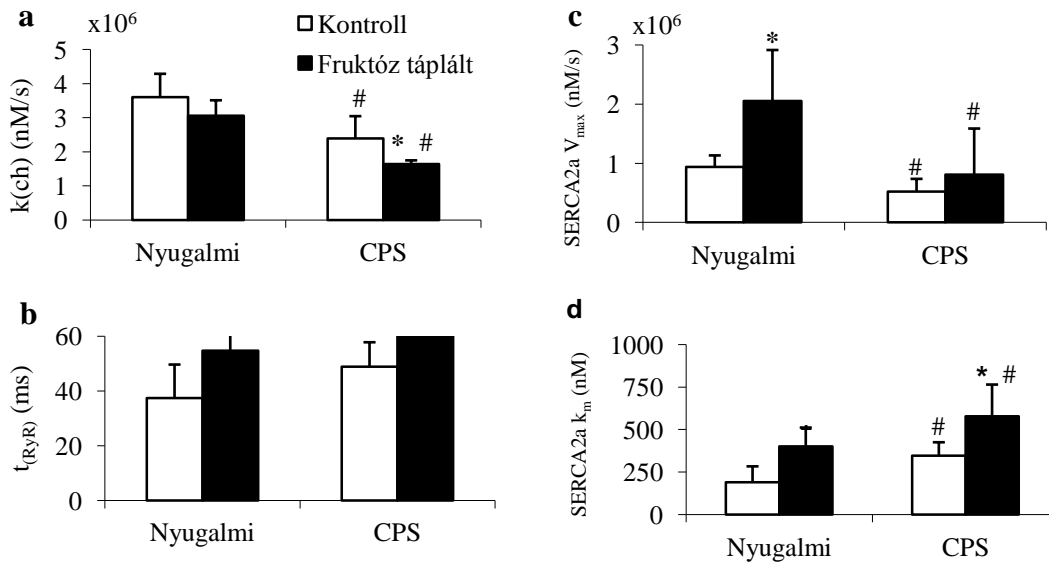 a
x10⁶
k(ch) (nM/s)
5
4
3
2
1
0
Kontroll
Fruktóz táplált
#
* #
Nyugalmi CPS
b
t(RyR) (ms)
60
40
20
0
Nyugalmi CPS
c
x10⁶
SERCA2a Vmax (nM/s)
3
2
1
0
*
#
#
Nyugalmi CPS
d
SERCA2a km (nM)
1000
750
500
250
0
#
* #
Nyugalmi CPS